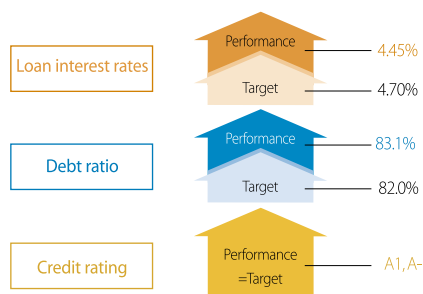 Performance
Loan interest rates
4.45%
Target
4.70%
Performance
83.1%
Debt ratio
Target
82.0%
Performance
=Target
Credit rating
A1, A-